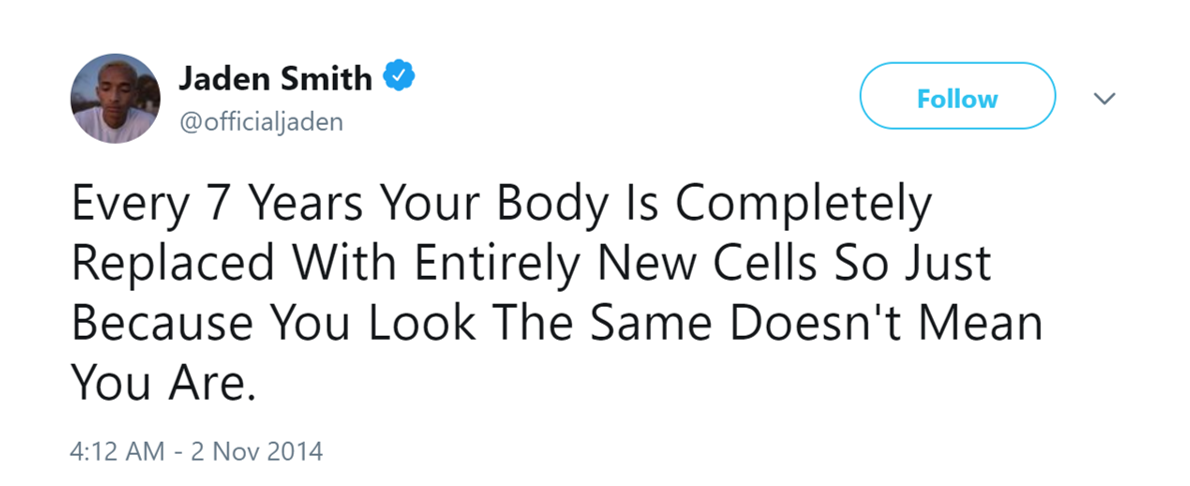 Jaden Smith
@officialjaden
Follow
Every 7 Years Your Body Is Completely
Replaced With Entirely New Cells So Just
Because You Look The Same Doesn't Mean
You Are.
4:12 AM - 2 Nov 2014